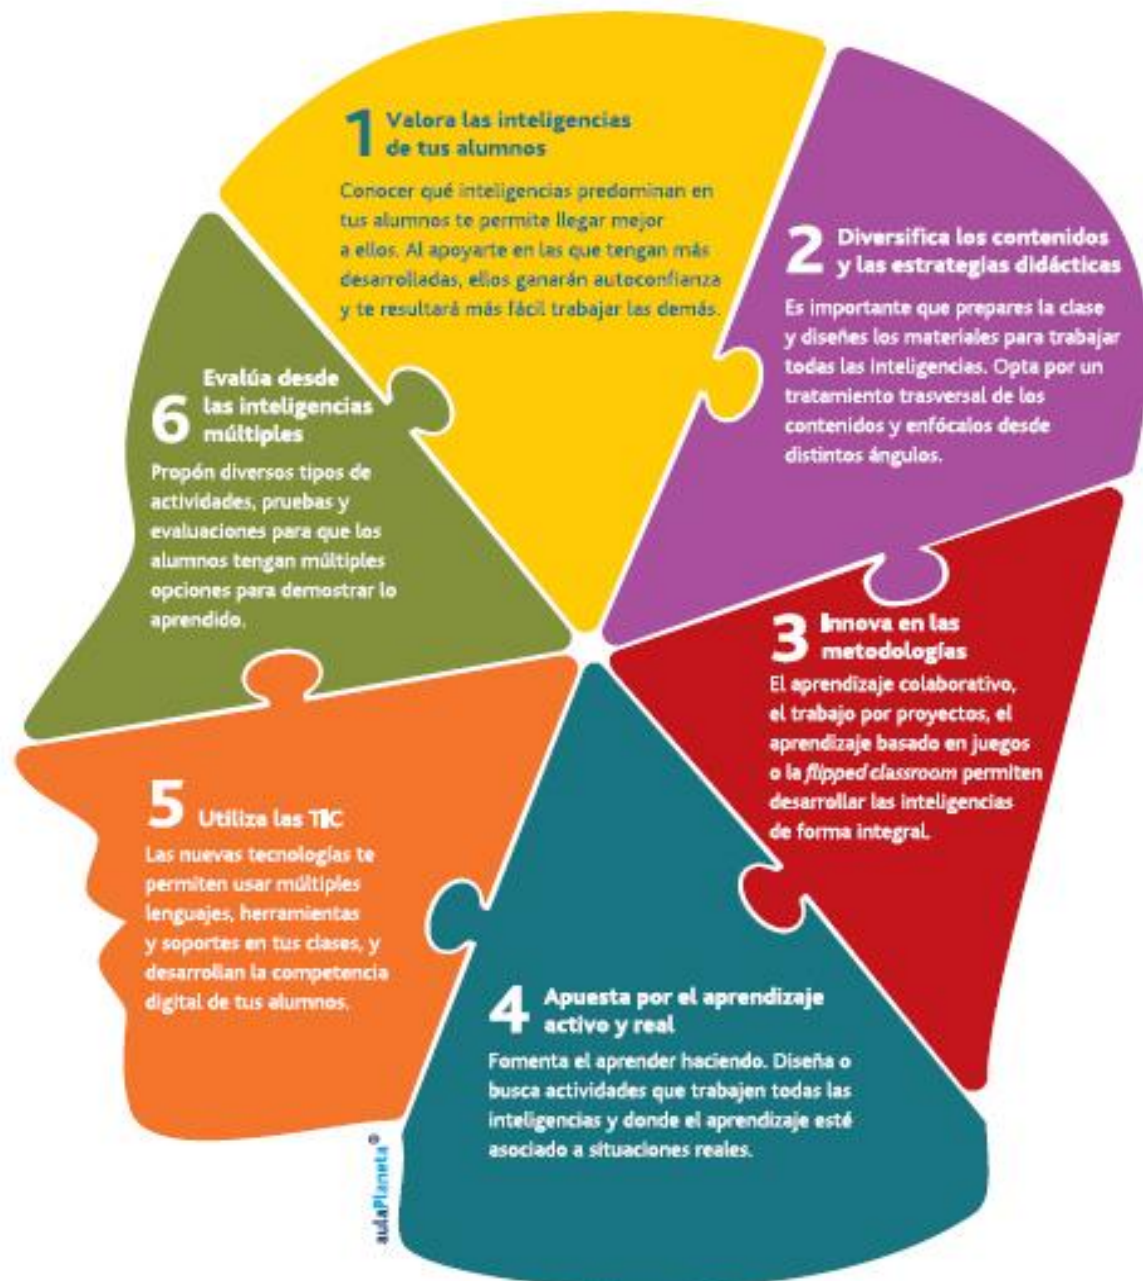 1 Valora las inteligencias
de tus alumnos
Conocer qué inteligencias predominan en
tus alumnos te permite llegar mejor
a ellos. Al apoyarte en las que tengan más
desarrolladas, ellos ganarán autoconfianza
y te resultará más fácil trabajar las demás.
2 Diversifica los contenidos
y las estrategias didácticas
Es importante que prepares la clase
y diseñes los materiales para trabajar
todas las inteligencias. Opta por un
tratamiento trasversal de los
contenidos y enfócalos desde
distintos ángulos.
3 Innova en las
metodologías
El aprendizaje colaborativo,
el trabajo por proyectos, el
aprendizaje basado en juegos
o la flipped classroom permiten
desarrollar las inteligencias
de forma integral.
4 Apuesta por el aprendizaje
activo y real
Fomenta el aprender haciendo. Diseña o
busca actividades que trabajen todas las
inteligencias y donde el aprendizaje esté
asociado a situaciones reales.
5 Utiliza las TIC
Las nuevas tecnologías te
permiten usar múltiples
lenguajes, herramientas
y soportes en tus clases, y
desarrollan la competencia
digital de tus alumnos.
6 Evalúa desde
las inteligencias
múltiples
Propón diversos tipos de
actividades, pruebas y
evaluaciones para que los
alumnos tengan múltiples
opciones para demostrar lo
aprendido.
aulaPlaneta®